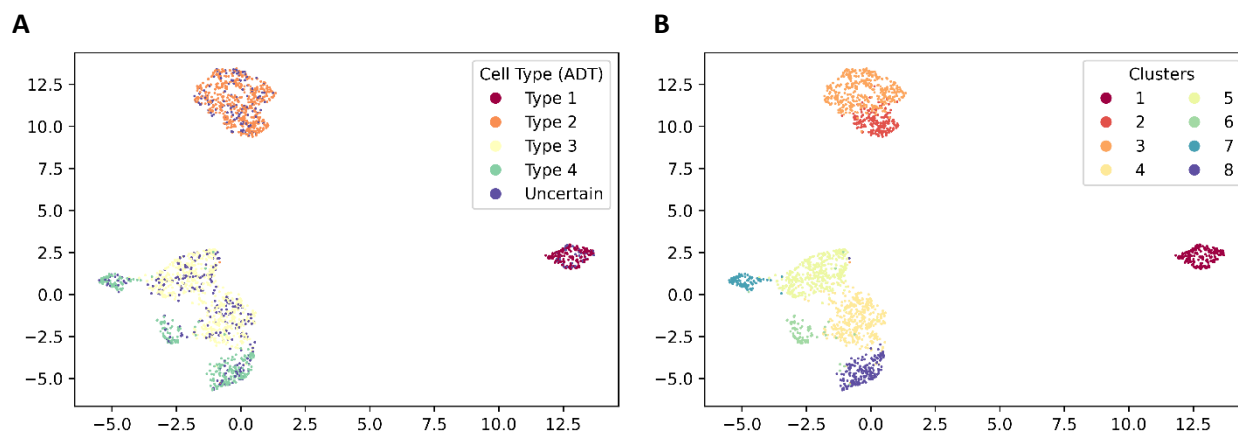 A
B
Cell Type (ADT)
Type 1
Type 2
Type 3
Type 4
Uncertain
12.5
10.0
7.5
5.0
2.5
0.0
−2.5
−5.0
−5.0 −2.5 0.0 2.5 5.0 7.5 10.0 12.5
Clusters
1 5
2 6
3 7
4 8
12.5
10.0
7.5
5.0
2.5
0.0
−2.5
−5.0
−5.0 −2.5 0.0 2.5 5.0 7.5 10.0 12.5